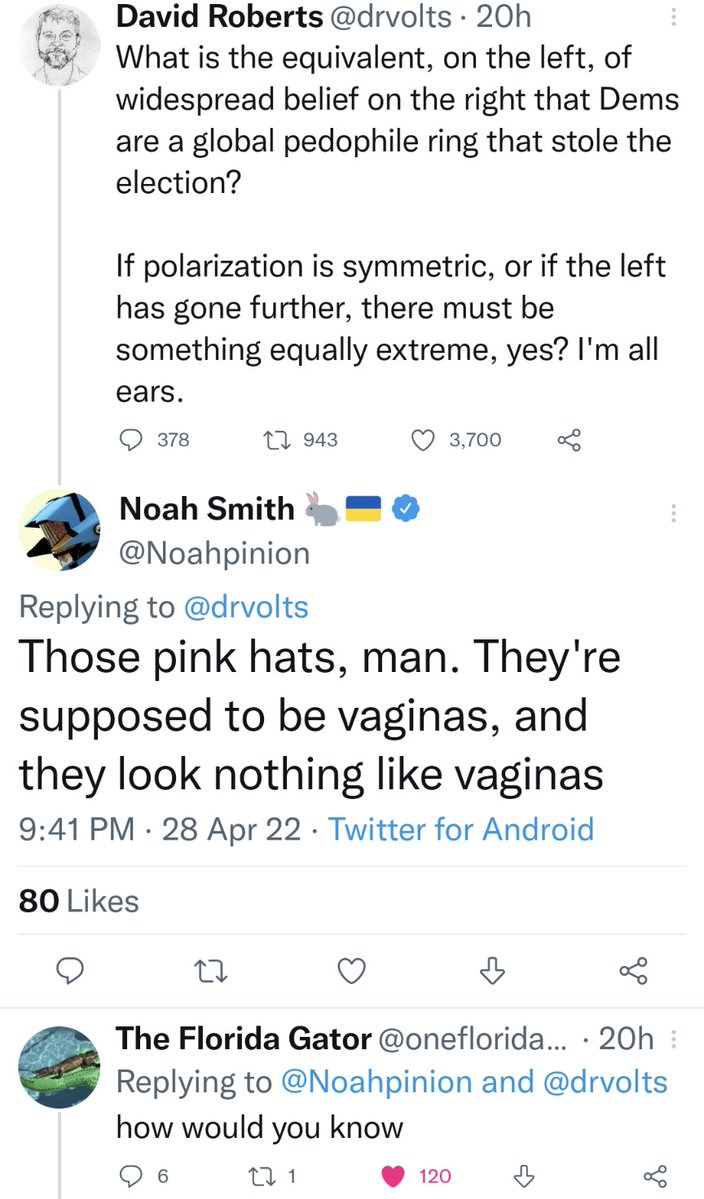 David Roberts @drvolts · 20h
What is the equivalent, on the left, of
widespread belief on the right that Dems
are a global pedophile ring that stole the
election?
If polarization is symmetric, or if the left
has gone further, there must be
something equally extreme, yes? I'm all
ears.
378 943 3,700
Noah Smith 🐇🇺🇦
@Noahpinion
Replying to @drvolts
Those pink hats, man. They're
supposed to be vaginas, and
they look nothing like vaginas
9:41 PM · 28 Apr 22 · Twitter for Android
80 Likes
The Florida Gator @oneflorida... · 20h
Replying to @Noahpinion and @drvolts
how would you know
6 1 120